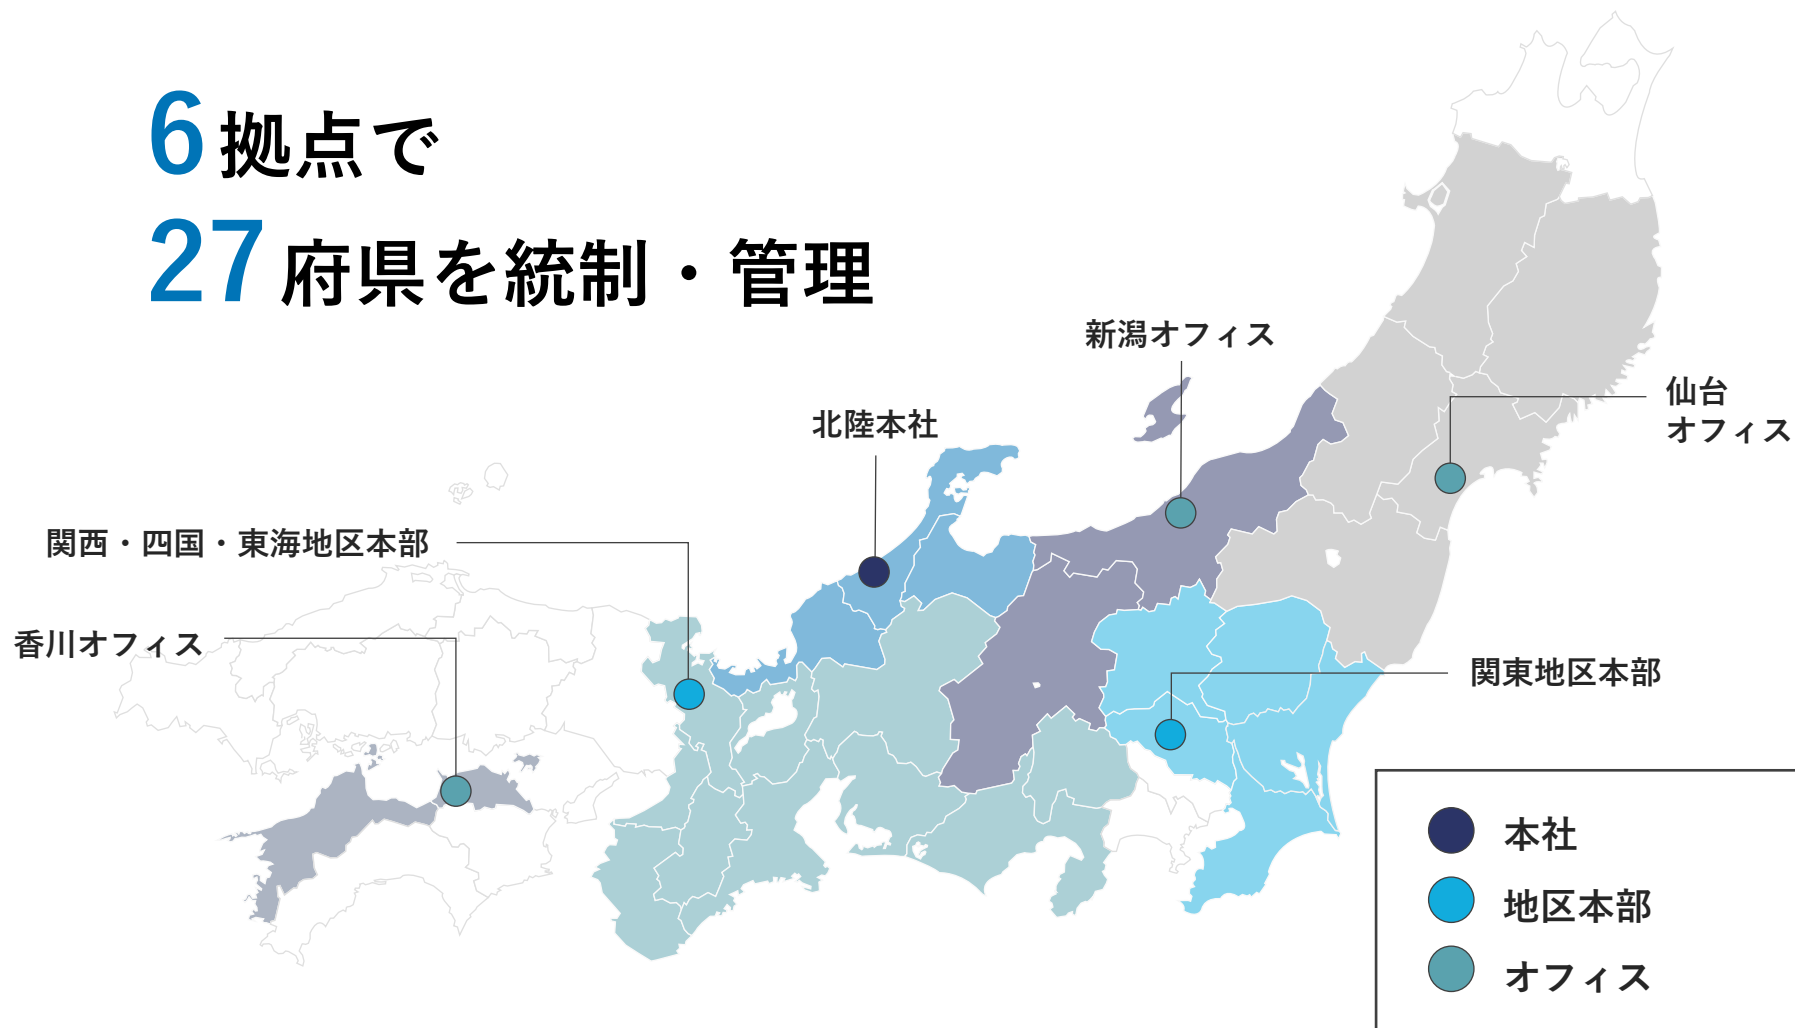 6拠点で
27府県を統制・管理
新潟オフィス
仙台
オフィス
北陸本社
関西・四国・東海地区本部
香川オフィス
関東地区本部
本社
地区本部
オフィス